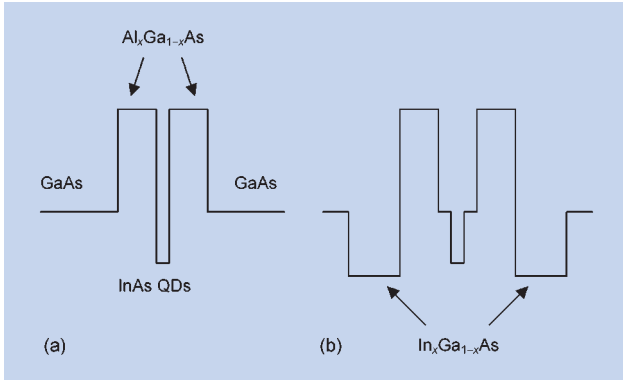 AlₓGa₁₋ₓAs
GaAs
GaAs
InAs QDs
(a)
(b)
InₓGa₁₋ₓAs